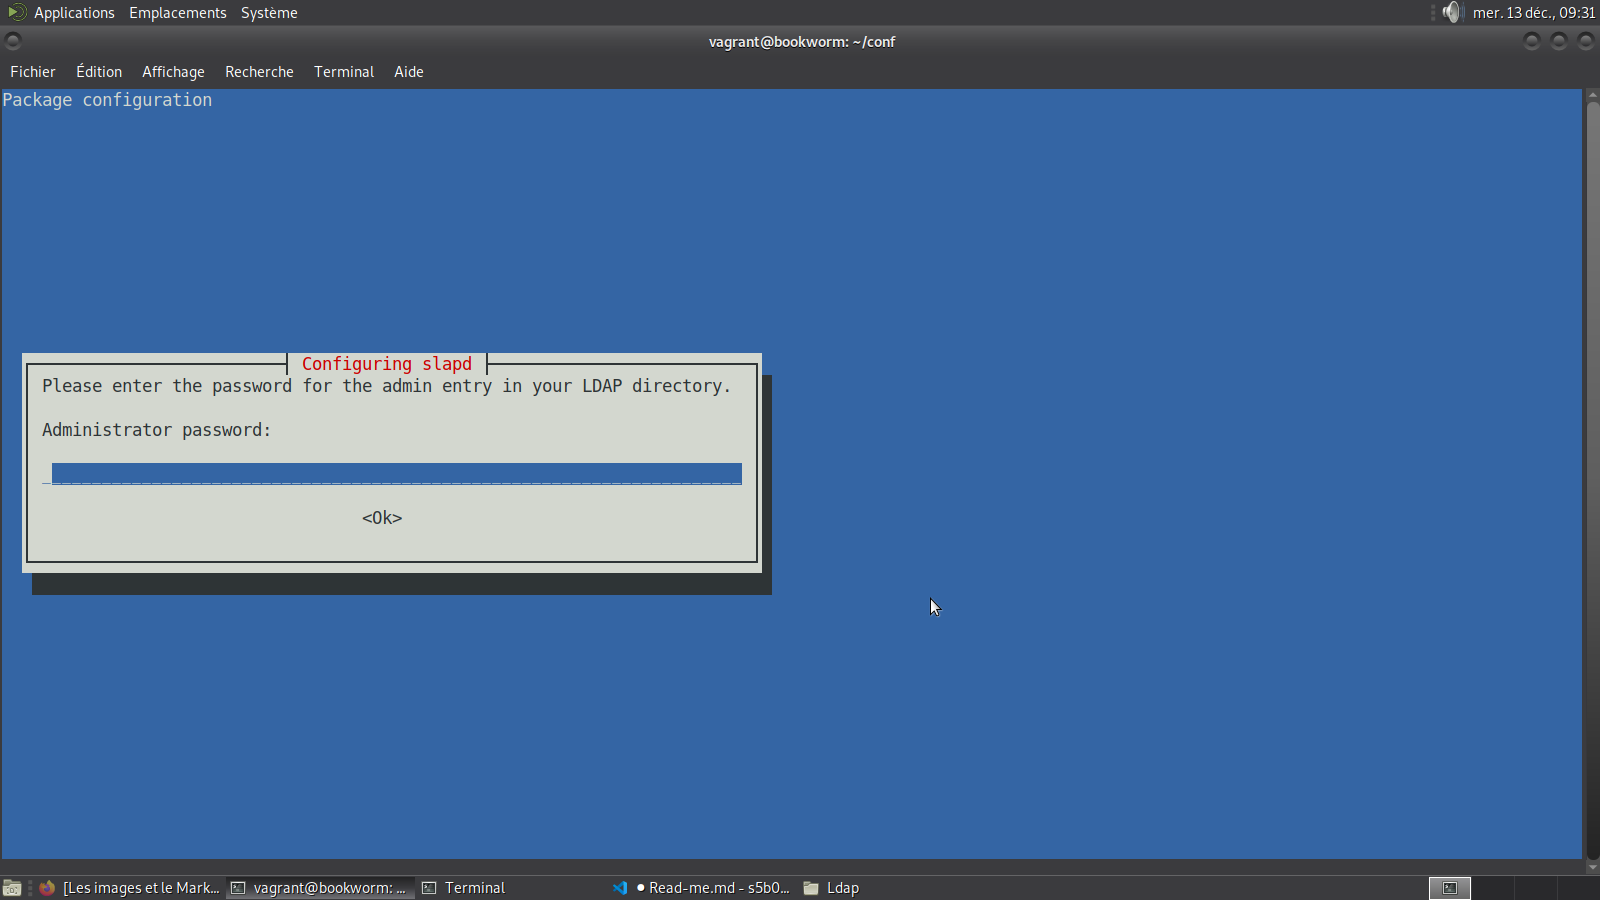 Applications Emplacements Système mer. 13 déc., 09:31
vagrant@bookworm: ~/conf
Fichier Édition Affichage Recherche Terminal Aide
Package configuration
Configuring slapd
Please enter the password for the admin entry in your LDAP directory.
Administrator password:
<Ok>
[Les images et le Mark... vagrant@bookworm: ... Terminal ● Read-me.md - s5b0... Ldap